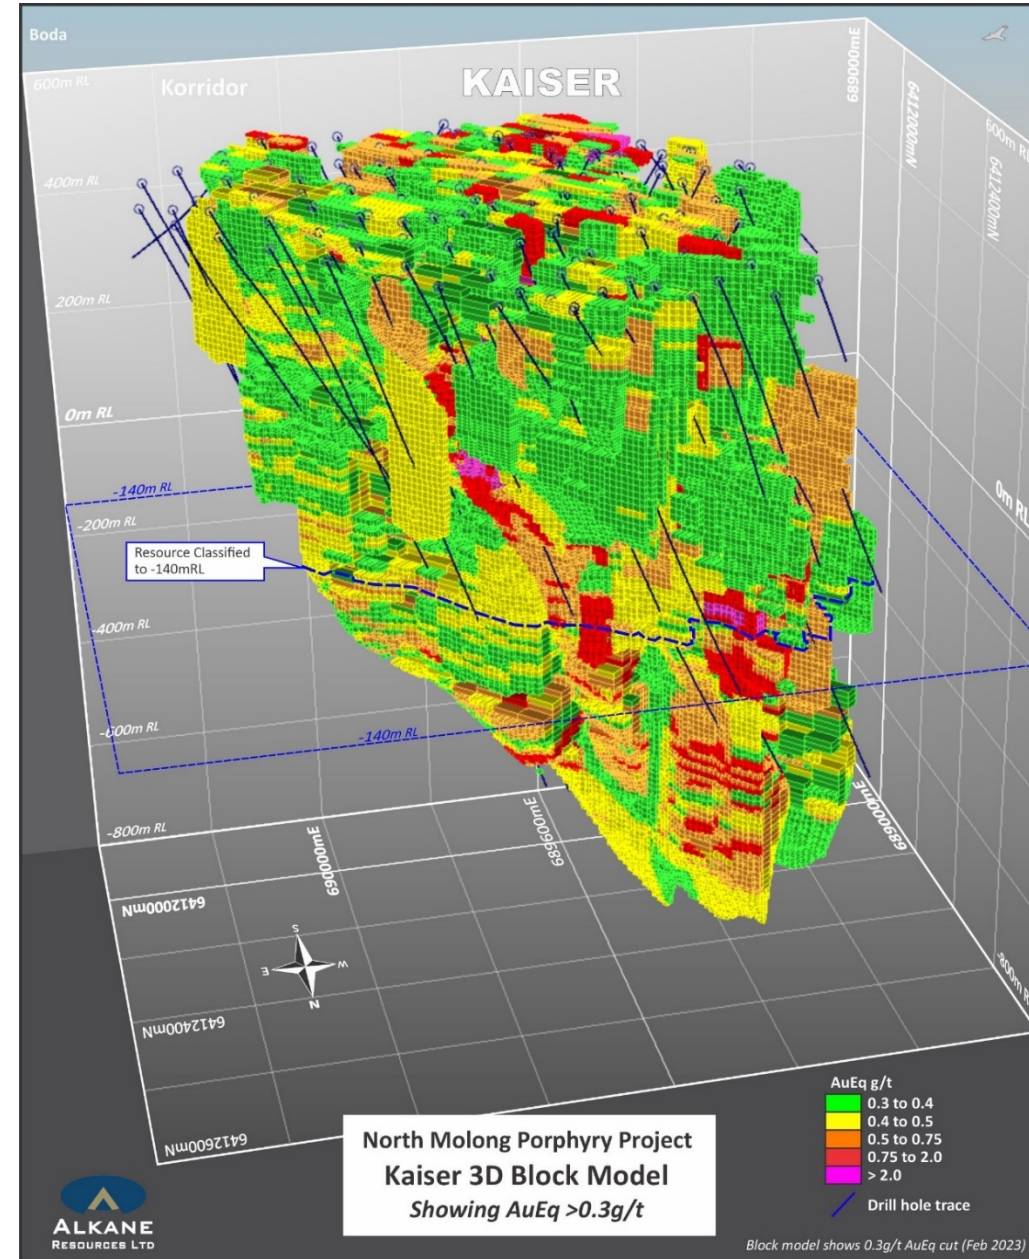 Boda
Korridor
KAISER
600m RL
400m RL
200m RL
0m RL
-140m RL
-200m RL
Resource Classified
to -140mRL
-400m RL
-600m RL
-140m RL
-800m RL
689000mE
6412000mN
6412400mN
600m RL
0m RL
-800m RL
6412000mN
690000mE
689600mE
689000mE
6412400mN
6412600mN
S
E
W
N
AuEq g/t
0.3 to 0.4
0.4 to 0.5
0.5 to 0.75
0.75 to 2.0
> 2.0
Drill hole trace
North Molong Porphyry Project
Kaiser 3D Block Model
Showing AuEq >0.3g/t
ALKANE
RESOURCES LTD
Block model shows 0.3g/t AuEq cut (Feb 2023)